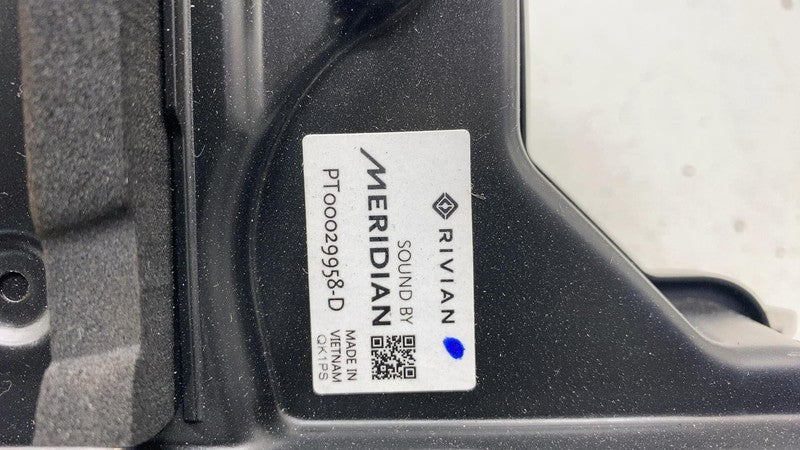 RIVIAN
SOUND BY
MERIDIAN
PT00029958-D
MADE IN
VIETNAM
QK1PS